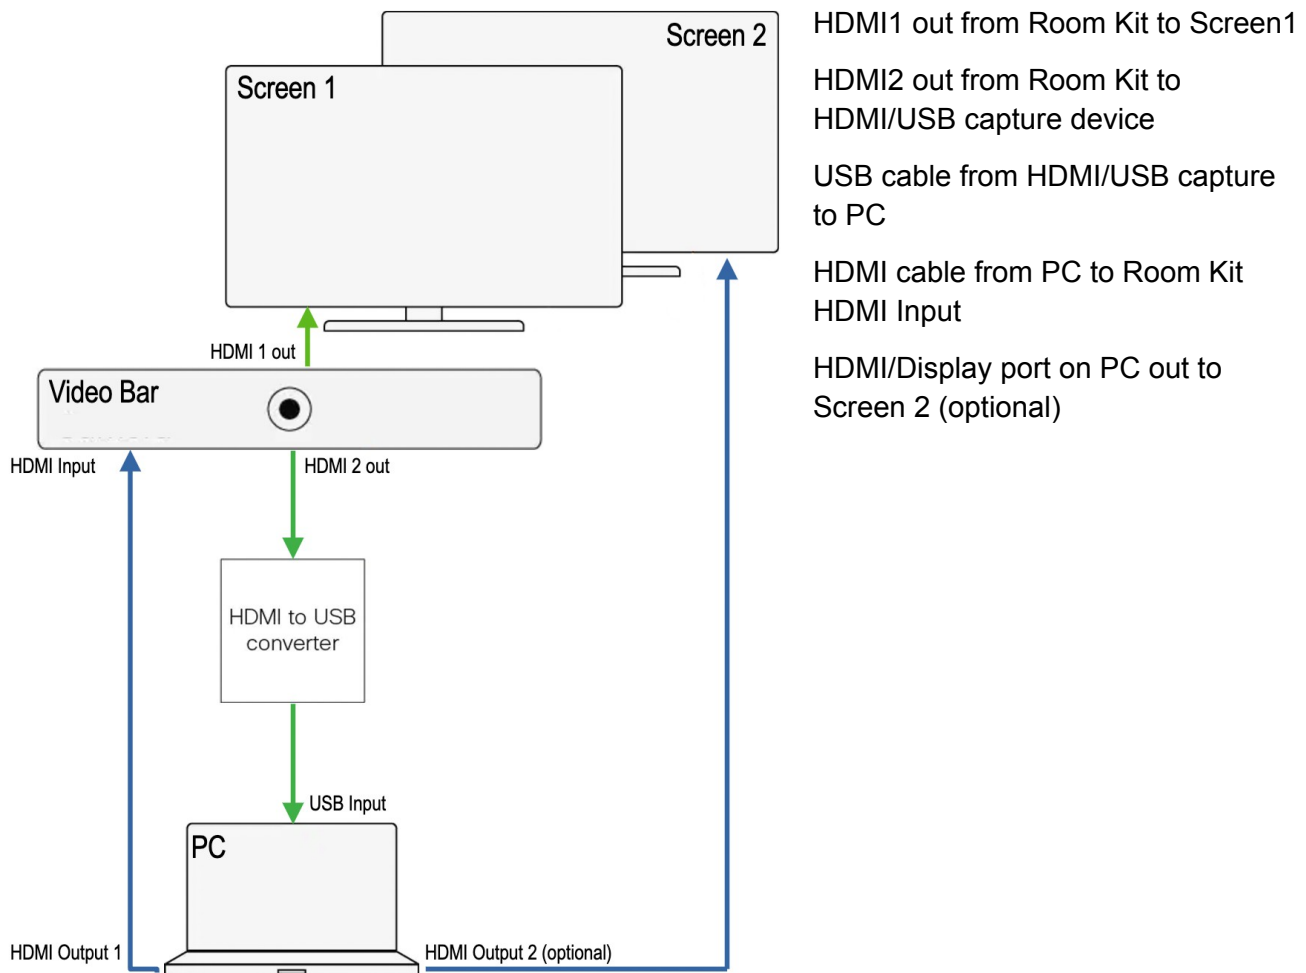 Screen 2
Screen 1
HDMI 1 out
Video Bar
HDMI Input
HDMI 2 out
HDMI to USB
converter
USB Input
PC
HDMI Output 1
HDMI Output 2 (optional)
HDMI1 out from Room Kit to Screen1
HDMI2 out from Room Kit to
HDMI/USB capture device
USB cable from HDMI/USB capture
to PC
HDMI cable from PC to Room Kit
HDMI Input
HDMI/Display port on PC out to
Screen 2 (optional)